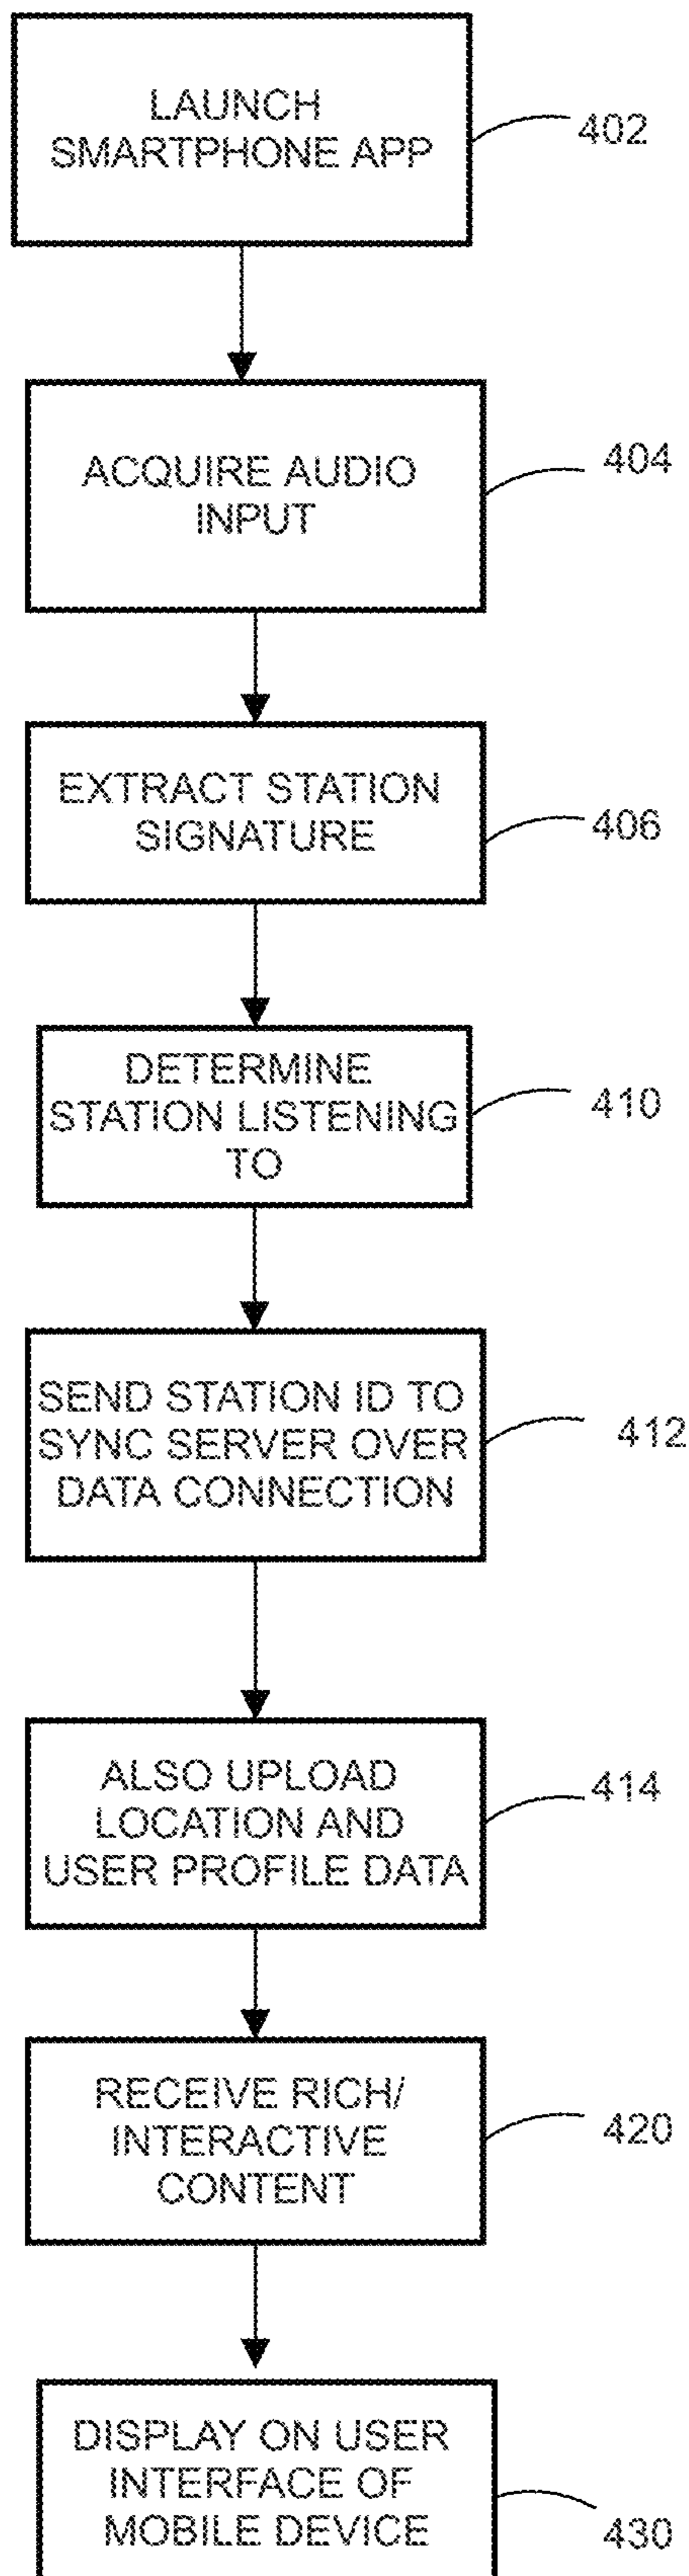 LAUNCH
SMARTPHONE APP
402
ACQUIRE AUDIO
INPUT
404
EXTRACT STATION
SIGNATURE
406
DETERMINE
STATION LISTENING
TO
410
SEND STATION ID TO
SYNC SERVER OVER
DATA CONNECTION
412
ALSO UPLOAD
LOCATION AND
USER PROFILE DATA
414
RECEIVE RICH/
INTERACTIVE
CONTENT
420
DISPLAY ON USER
INTERFACE OF
MOBILE DEVICE
430